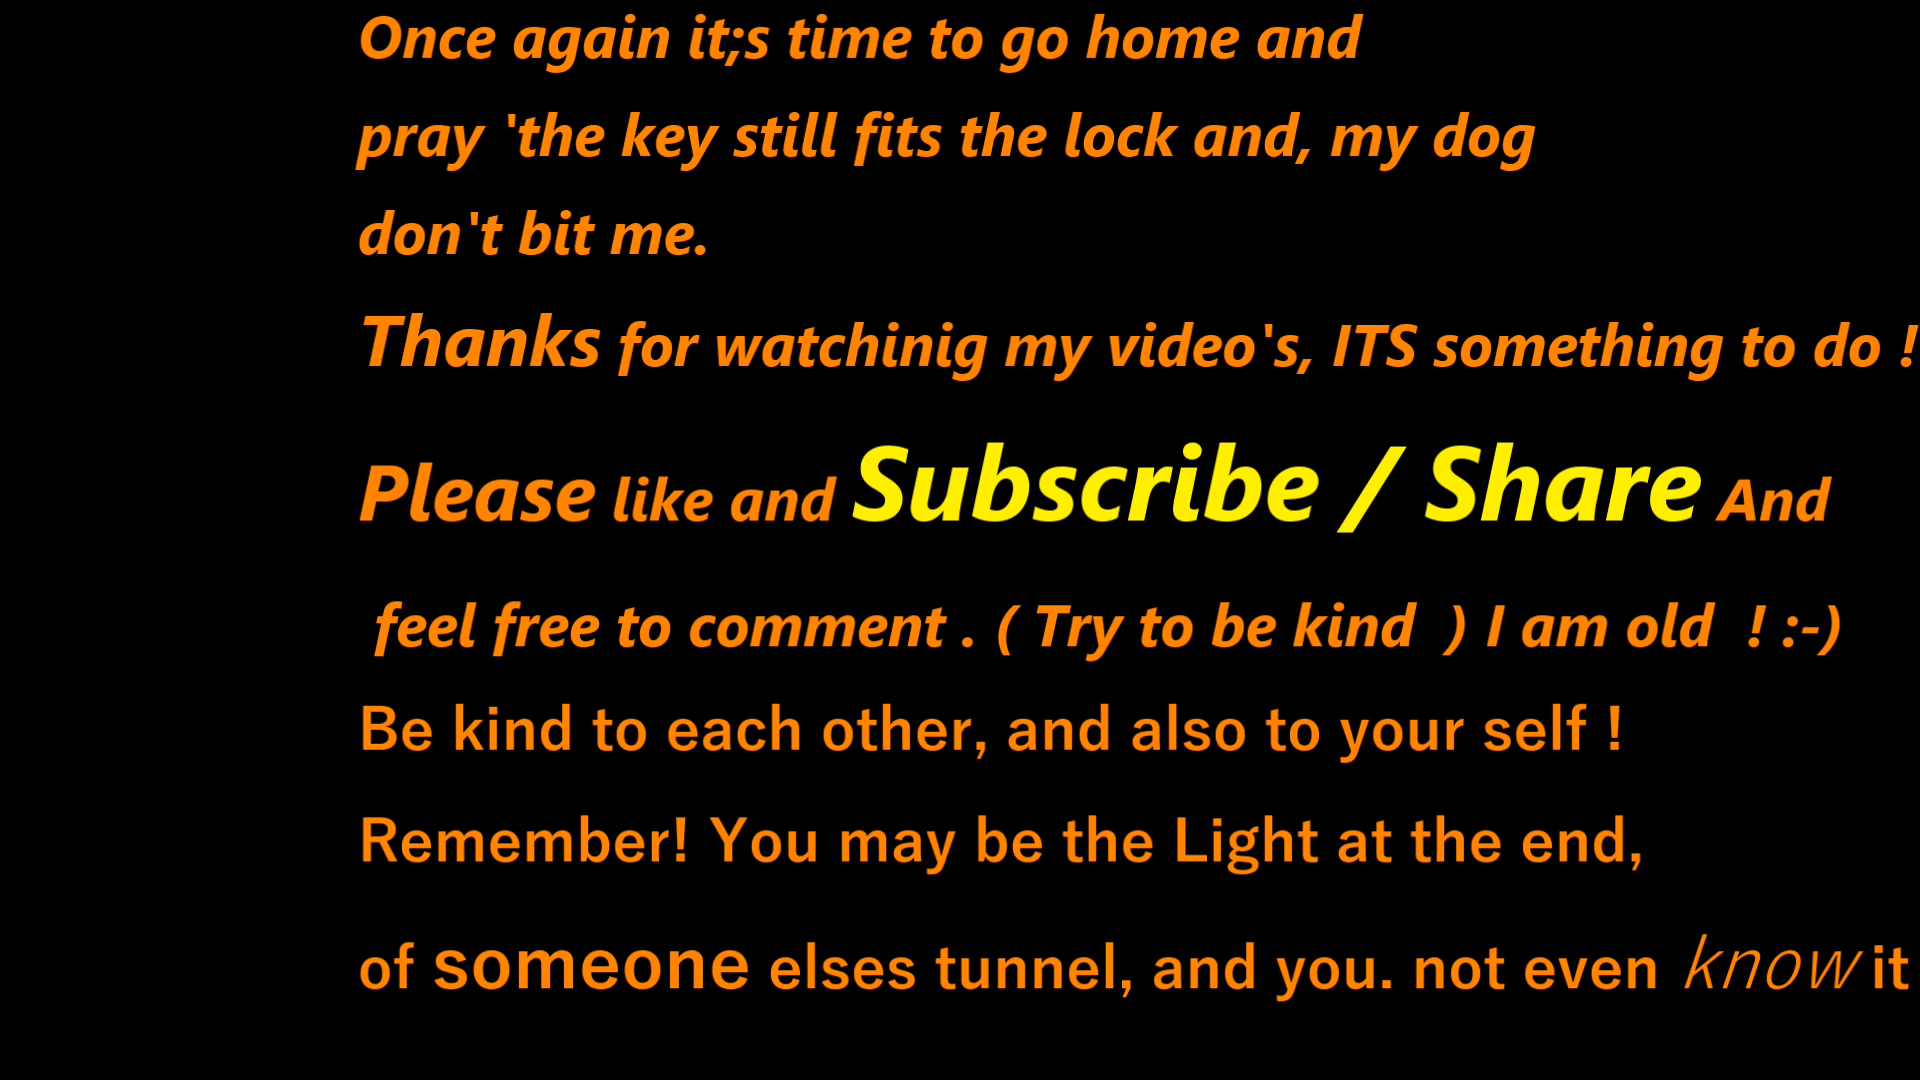 Once again it;s time to go home and
pray 'the key still fits the lock and, my dog
don't bit me.
Thanks for watchinig my video's, ITS something to do !
Please like and Subscribe / Share And
feel free to comment . ( Try to be kind  ) I am old  ! :-)
Be kind to each other, and also to your self !
Remember! You may be the Light at the end,
of someone elses tunnel, and you. not even know it